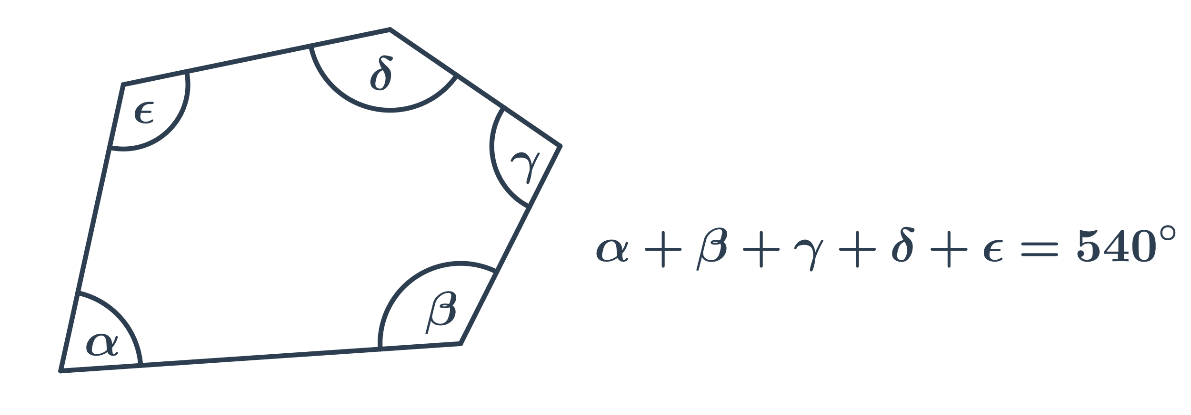 δ
ϵ
γ
α + β + γ + δ + ϵ = 540°
β
α